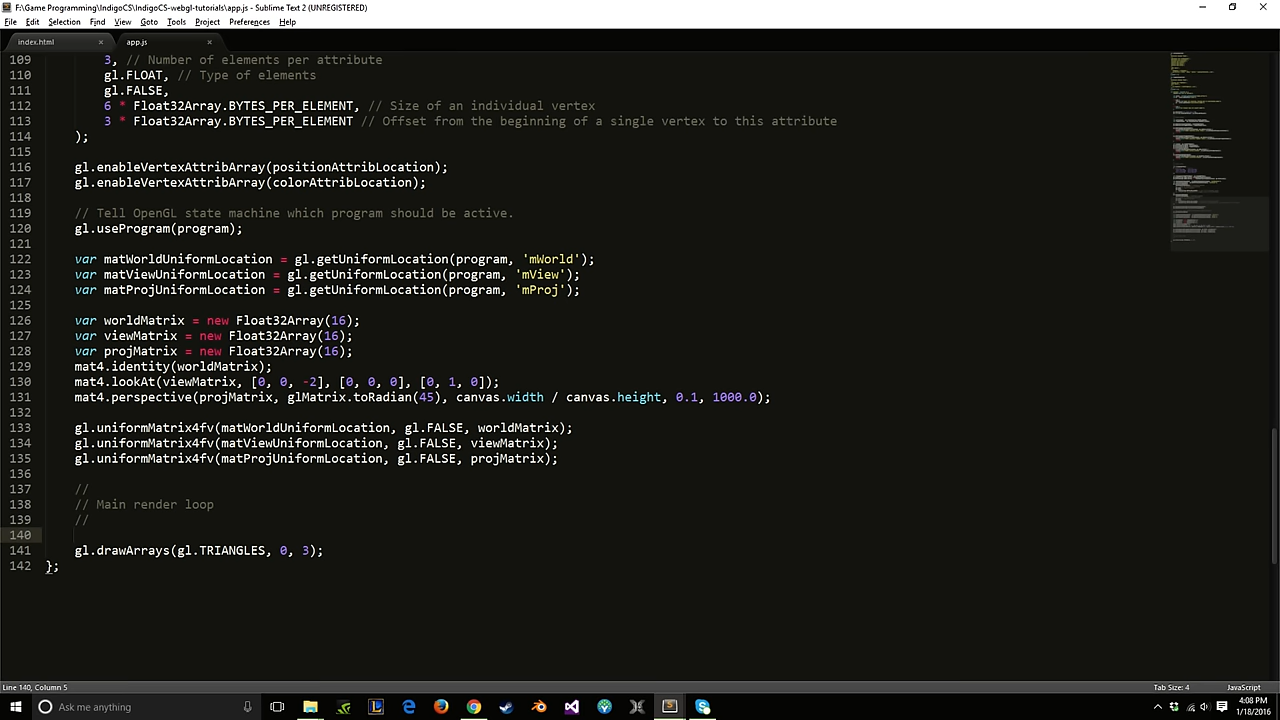 F:\Game Programming\IndigoCS\IndigoCS-webgl-tutorials\app.js - Sublime Text 2 (UNREGISTERED)
File Edit Selection Find View Goto Tools Project Preferences Help
index.html × app.js ×
109 3, // Number of elements per attribute
110 gl.FLOAT, // Type of elements
111 gl.FALSE,
112 6 * Float32Array.BYTES_PER_ELEMENT, // Size of an individual vertex
113 3 * Float32Array.BYTES_PER_ELEMENT // Offset from the beginning of a single vertex to this attribute
114 );
115
116 gl.enableVertexAttribArray(positionAttribLocation);
117 gl.enableVertexAttribArray(colorAttribLocation);
118
119 // Tell OpenGL state machine which program should be active.
120 gl.useProgram(program);
121
122 var matWorldUniformLocation = gl.getUniformLocation(program, 'mWorld');
123 var matViewUniformLocation = gl.getUniformLocation(program, 'mView');
124 var matProjUniformLocation = gl.getUniformLocation(program, 'mProj');
125
126 var worldMatrix = new Float32Array(16);
127 var viewMatrix = new Float32Array(16);
128 var projMatrix = new Float32Array(16);
129 mat4.identity(worldMatrix);
130 mat4.lookAt(viewMatrix, [0, 0, -2], [0, 0, 0], [0, 1, 0]);
131 mat4.perspective(projMatrix, glMatrix.toRadian(45), canvas.width / canvas.height, 0.1, 1000.0);
132
133 gl.uniformMatrix4fv(matWorldUniformLocation, gl.FALSE, worldMatrix);
134 gl.uniformMatrix4fv(matViewUniformLocation, gl.FALSE, viewMatrix);
135 gl.uniformMatrix4fv(matProjUniformLocation, gl.FALSE, projMatrix);
136
137 //
138 // Main render loop
139 //
140
141 gl.drawArrays(gl.TRIANGLES, 0, 3);
142 };
Line 140, Column 5 Tab Size: 4 JavaScript
Ask me anything
4:08 PM
1/18/2016